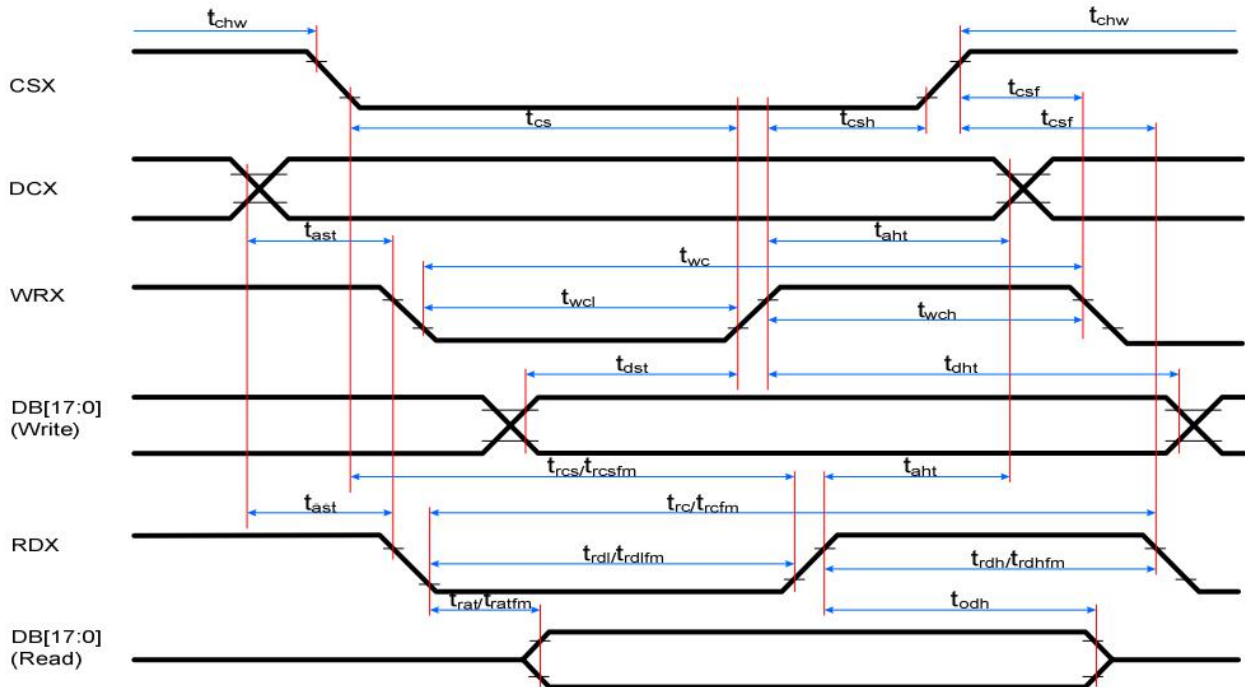 tchw tchw
CSX
tcsf
tcs tcsh tcsf
DCX
tast taht
twc
WRX
twcl twch
tdst tdht
DB[17:0]
(Write)
trcs/trcsfm taht
tast trc/trcfm
RDX
trdl/trdlfm trdh/trdhfm
trat/tratfm todh
DB[17:0]
(Read)